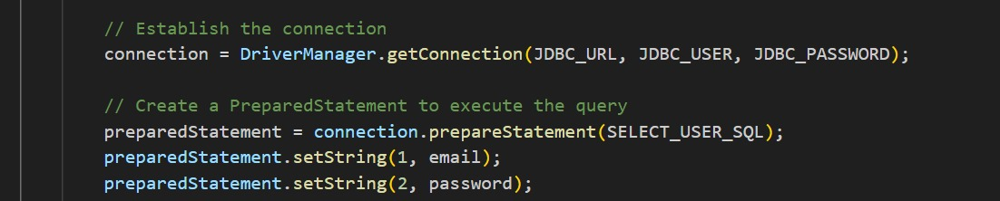 // Establish the connection
connection = DriverManager.getConnection(JDBC_URL, JDBC_USER, JDBC_PASSWORD);
// Create a PreparedStatement to execute the query
preparedStatement = connection.prepareStatement(SELECT_USER_SQL);
preparedStatement.setString(1, email);
preparedStatement.setString(2, password);